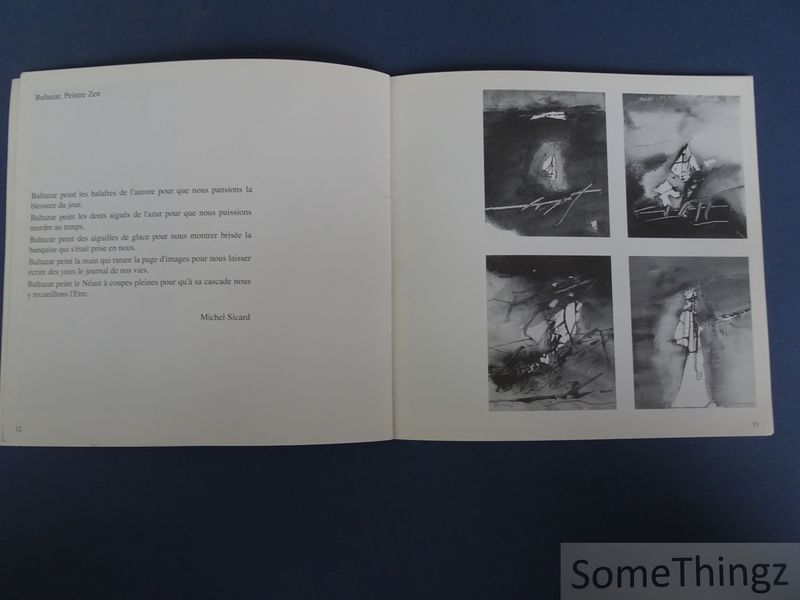 Baltazar, Peintre Zen
Baltazar peint les balafres de l'aurore pour que nous pansions la
blessure du jour.
Baltazar peint les dents aiguës de l'azur pour que nous puissions
mordre au temps.
Baltazar peint des aiguilles de glace pour nous montrer brisée la
banquise qui s'était prise en nous.
Baltazar peint la main qui rature la page d'images pour nous laisser
écrire des yeux le journal de nos vies.
Baltazar peint le Néant à coupes pleines pour qu'à sa cascade nous
y recueillons l'Etre.
Michel Sicard
12
13
SomeThingz